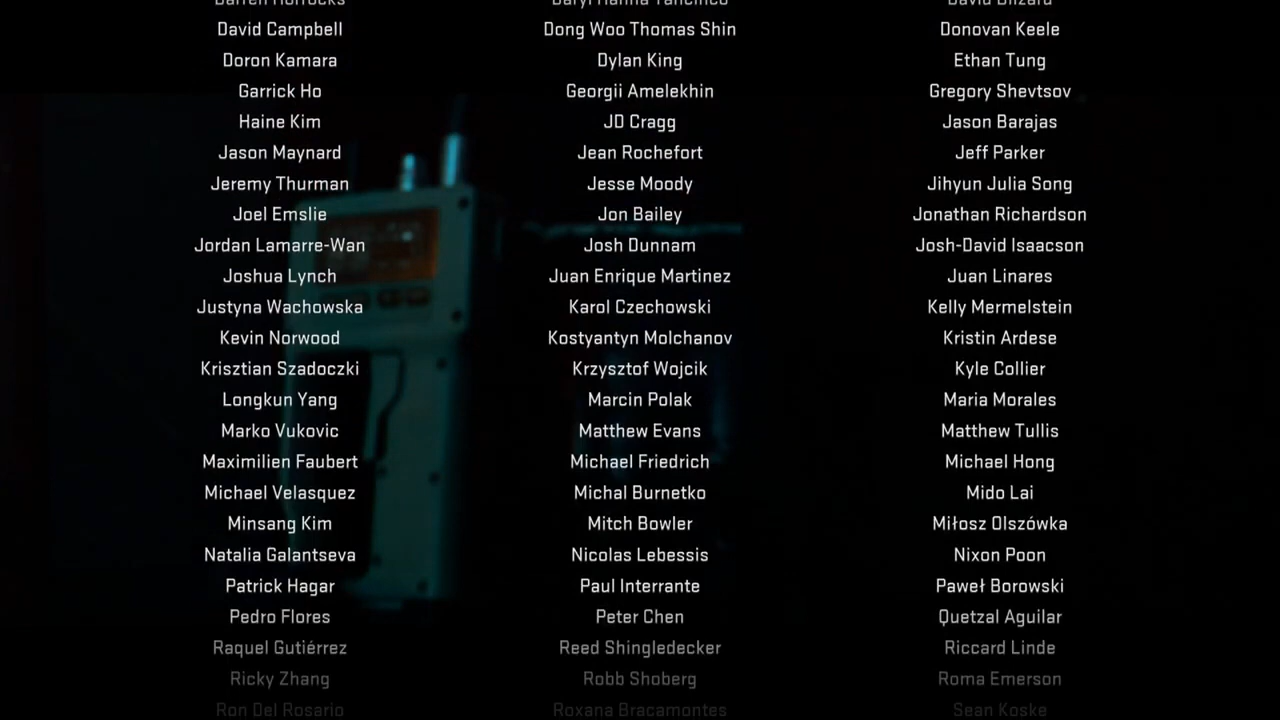 Darren Horrocks Daryl Hanna Tancinco David Blizard
David Campbell Dong Woo Thomas Shin Donovan Keele
Doron Kamara Dylan King Ethan Tung
Garrick Ho Georgii Amelekhin Gregory Shevtsov
Haine Kim JD Cragg Jason Barajas
Jason Maynard Jean Rochefort Jeff Parker
Jeremy Thurman Jesse Moody Jihyun Julia Song
Joel Emslie Jon Bailey Jonathan Richardson
Jordan Lamarre-Wan Josh Dunnam Josh-David Isaacson
Joshua Lynch Juan Enrique Martinez Juan Linares
Justyna Wachowska Karol Czechowski Kelly Mermelstein
Kevin Norwood Kostyantyn Molchanov Kristin Ardese
Krisztian Szadoczki Krzysztof Wojcik Kyle Collier
Longkun Yang Marcin Polak Maria Morales
Marko Vukovic Matthew Evans Matthew Tullis
Maximilien Faubert Michael Friedrich Michael Hong
Michael Velasquez Michal Burnetko Mido Lai
Minsang Kim Mitch Bowler Miłosz Olszówka
Natalia Galantseva Nicolas Lebessis Nixon Poon
Patrick Hagar Paul Interrante Paweł Borowski
Pedro Flores Peter Chen Quetzal Aguilar
Raquel Gutiérrez Reed Shingledecker Riccard Linde
Ricky Zhang Robb Shoberg Roma Emerson
Ron Del Rosario Roxana Bracamontes Sean Koske